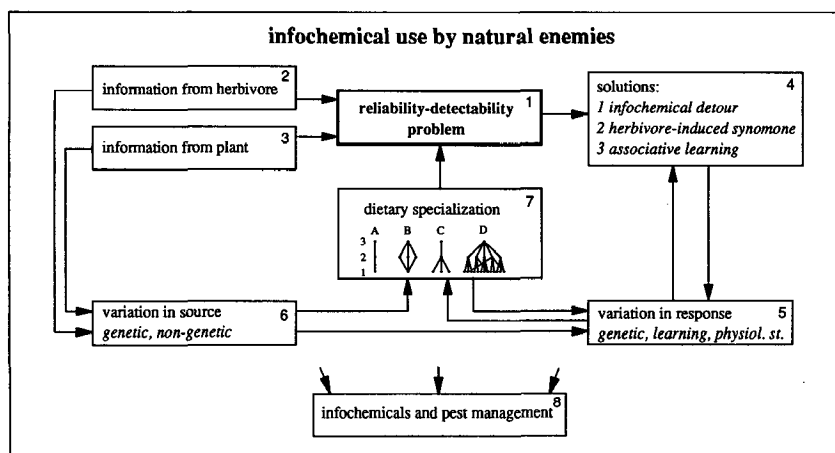 infochemical use by natural enemies
2
information from herbivore
3
information from plant
1
reliability-detectability
problem
4
solutions:
1 infochemical detour
2 herbivore-induced synomone
3 associative learning
7
dietary specialization
A B C D
3
2
1
6
variation in source
genetic, non-genetic
5
variation in response
genetic, learning, physiol. st.
8
infochemicals and pest management